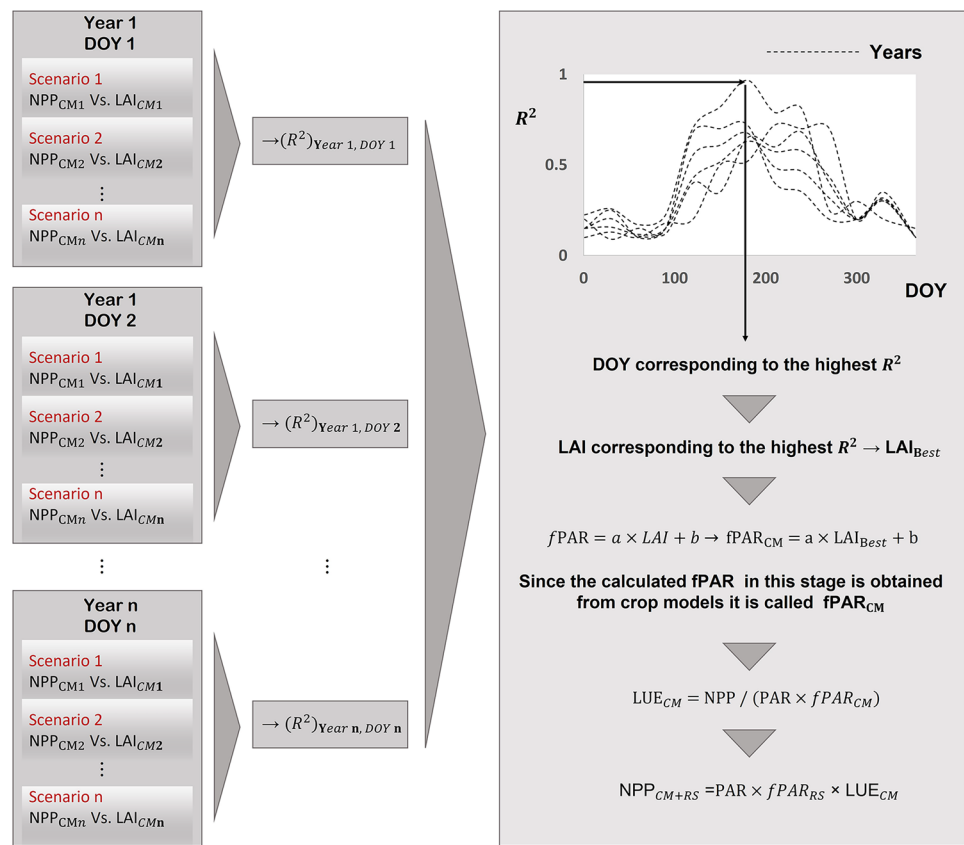 Year 1
DOY 1
Scenario 1
NPP_CM1 Vs. LAI_CM1
Scenario 2
NPP_CM2 Vs. LAI_CM2
⋮
Scenario n
NPP_CMn Vs. LAI_CMn
→(R²)_Year 1, DOY 1
Year 1
DOY 2
Scenario 1
NPP_CM1 Vs. LAI_CM1
Scenario 2
NPP_CM2 Vs. LAI_CM2
⋮
Scenario n
NPP_CMn Vs. LAI_CMn
→ (R²)_Year 1, DOY 2
⋮
⋮
Year n
DOY n
Scenario 1
NPP_CM1 Vs. LAI_CM1
Scenario 2
NPP_CM2 Vs. LAI_CM2
⋮
Scenario n
NPP_CMn Vs. LAI_CMn
→ (R²)_Year n, DOY n
Years
R²
1
0.5
0
0 100 200 300
DOY
DOY corresponding to the highest R²
LAI corresponding to the highest R² → LAI_Best
fPAR = a × LAI + b → fPAR_CM = a × LAI_Best + b
Since the calculated fPAR in this stage is obtained
from crop models it is called fPAR_CM
LUE_CM = NPP / (PAR × fPAR_CM)
NPP_CM+RS =PAR × fPAR_RS × LUE_CM